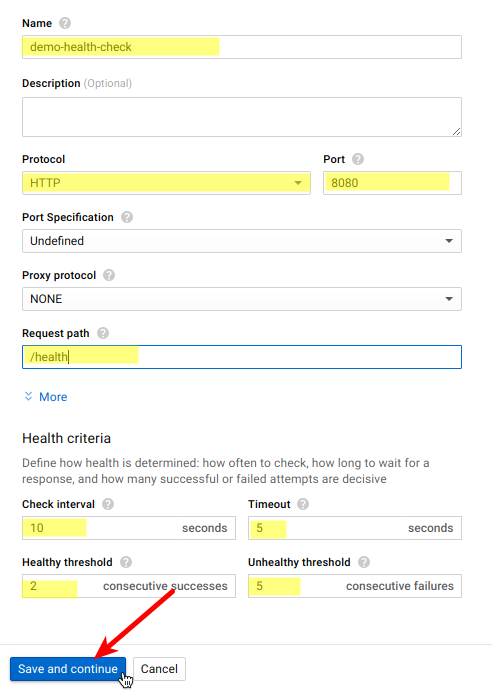 Name ?
demo-health-check
Description (Optional)
Protocol Port ?
HTTP 8080
Port Specification ?
Undefined
Proxy protocol ?
NONE
Request path ?
/health
More
Health criteria
Define how health is determined: how often to check, how long to wait for a
response, and how many successful or failed attempts are decisive
Check interval ? Timeout ?
10 seconds 5 seconds
Healthy threshold ? Unhealthy threshold ?
2 consecutive successes 5 consecutive failures
Save and continue Cancel